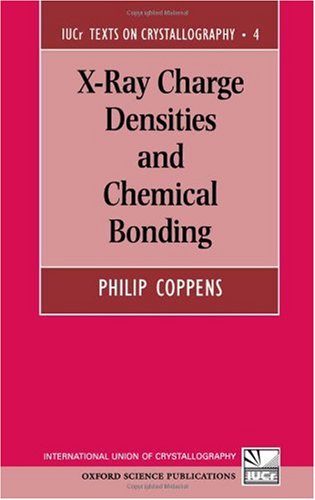 IUCr TEXTS ON CRYSTALLOGRAPHY • 4
X-Ray Charge
Densities
and
Chemical
Bonding
PHILIP COPPENS
INTERNATIONAL UNION OF CRYSTALLOGRAPHY
OXFORD SCIENCE PUBLICATIONS
IUCr